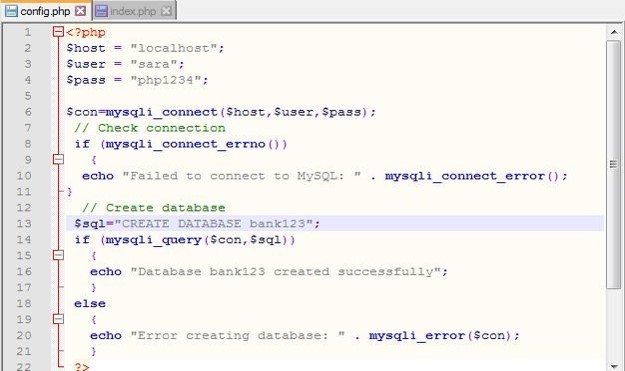 config.php index.php
1 <?php
2 $host = "localhost";
3 $user = "sara";
4 $pass = "php1234";
5
6 $con=mysqli_connect($host,$user,$pass);
7 // Check connection
8 if (mysqli_connect_errno())
9 {
10 echo "Failed to connect to MySQL: " . mysqli_connect_error();
11 }
12 // Create database
13 $sql="CREATE DATABASE bank123";
14 if (mysqli_query($con,$sql))
15 {
16 echo "Database bank123 created successfully";
17 }
18 else
19 {
20 echo "Error creating database: " . mysqli_error($con);
21 }
22 ?>